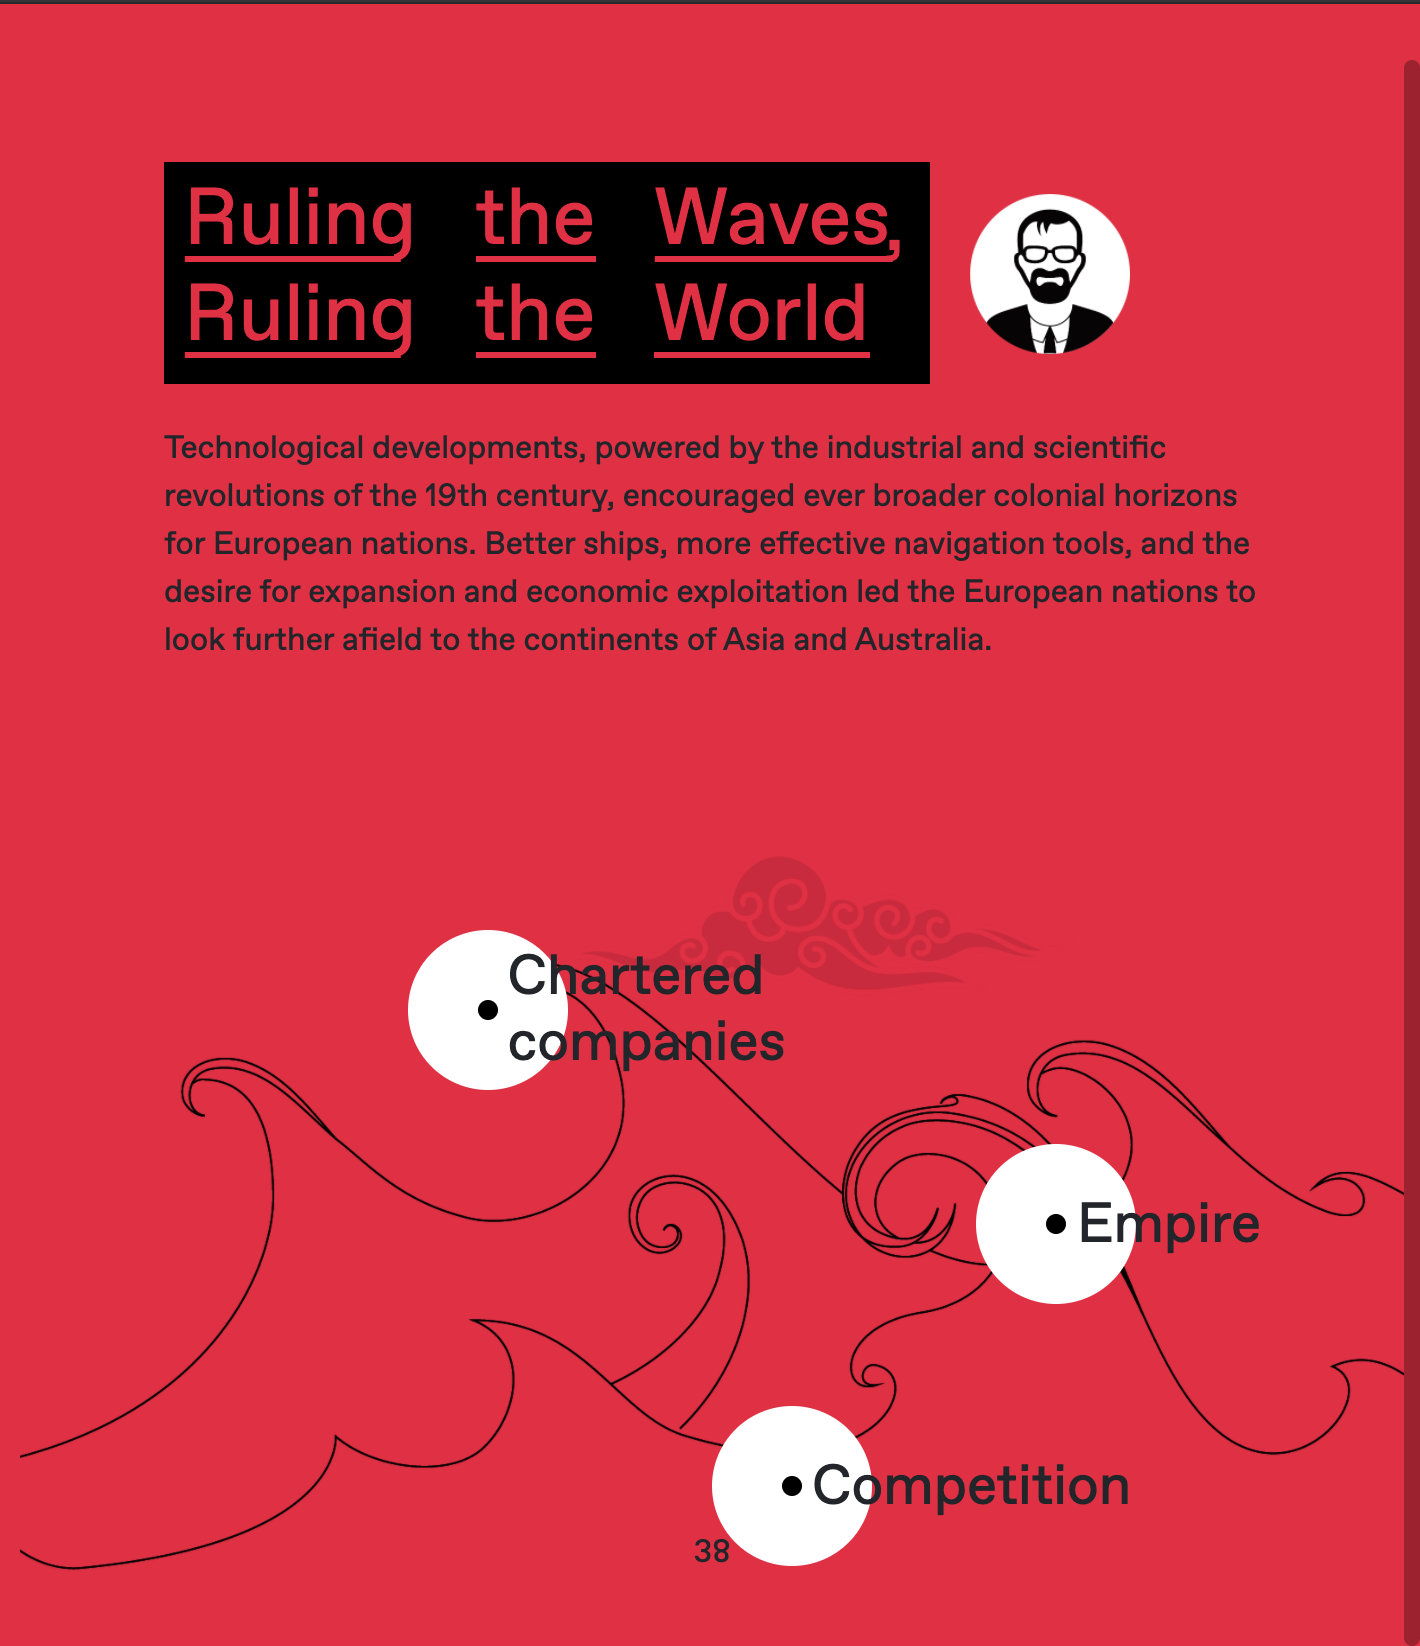 Ruling the Waves,
Ruling the World
Technological developments, powered by the industrial and scientific
revolutions of the 19th century, encouraged ever broader colonial horizons
for European nations. Better ships, more effective navigation tools, and the
desire for expansion and economic exploitation led the European nations to
look further afield to the continents of Asia and Australia.
Chartered
companies
Empire
Competition
38